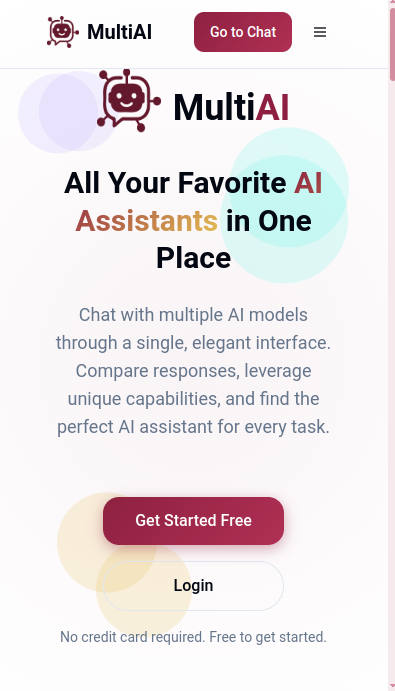 MultiAI
Go to Chat
MultiAI
All Your Favorite AI
Assistants in One
Place
Chat with multiple AI models
through a single, elegant interface.
Compare responses, leverage
unique capabilities, and find the
perfect AI assistant for every task.
Get Started Free
Login
No credit card required. Free to get started.